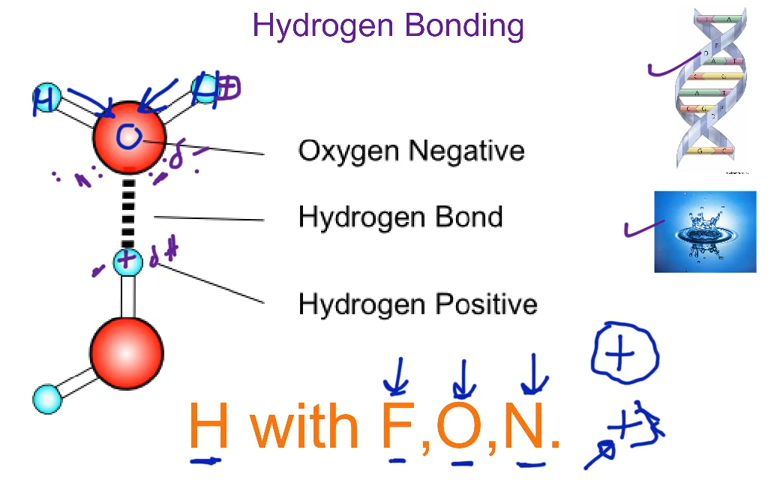 Hydrogen Bonding
H H +
O
Oxygen Negative
δ-
Hydrogen Bond
+ δ+
Hydrogen Positive
+
H with F,O,N.
+